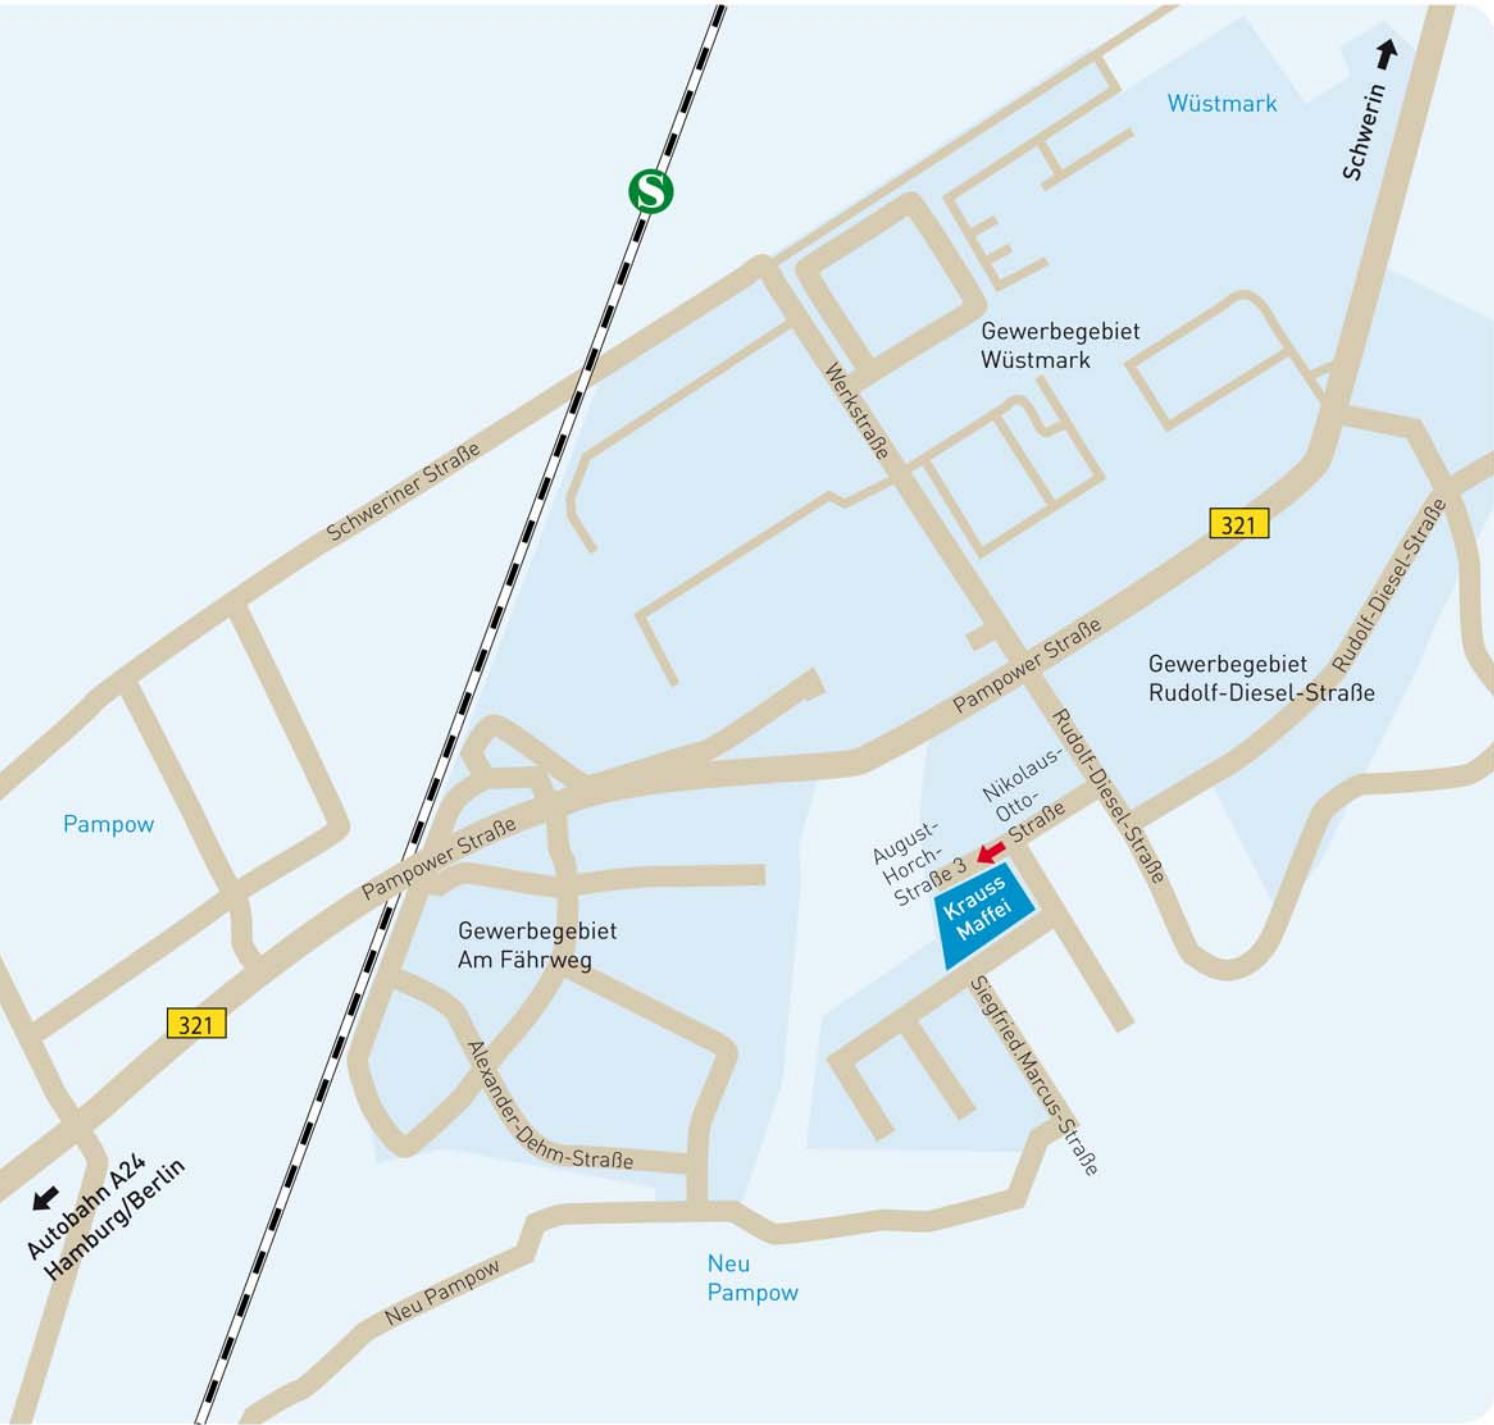 Wüstmark
Schwerin
S
Gewerbegebiet
Wüstmark
Werkstraße
Schweriner Straße
321
Rudolf-Diesel-Straße
Pampower Straße
Gewerbegebiet
Rudolf-Diesel-Straße
Rudolf-Diesel-Straße
Nikolaus-
Otto-
Straße
August-
Horch-
Straße 3
Krauss
Maffei
Pampow
Pampower Straße
Gewerbegebiet
Am Fährweg
321
Siegfried.Marcus-Straße
Alexander-Dehm-Straße
Autobahn A24
Hamburg/Berlin
Neu Pampow
Neu
Pampow